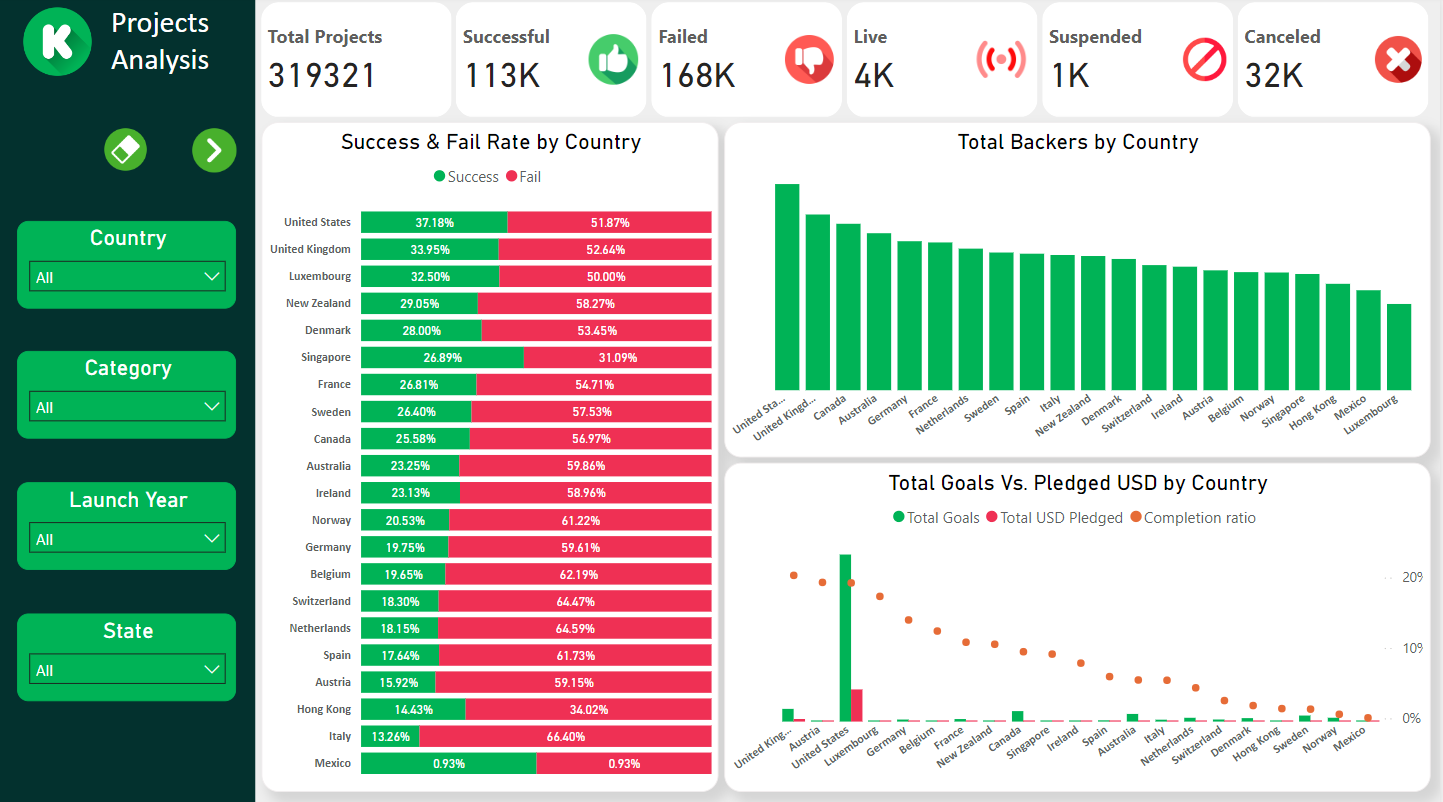 K
Projects
Analysis
Country
All
Category
All
Launch Year
All
State
All
Total Projects
319321
Successful
113K
Failed
168K
Live
4K
Suspended
1K
Canceled
32K
Success & Fail Rate by Country
Success Fail
United States 37.18% 51.87%
United Kingdom 33.95% 52.64%
Luxembourg 32.50% 50.00%
New Zealand 29.05% 58.27%
Denmark 28.00% 53.45%
Singapore 26.89% 31.09%
France 26.81% 54.71%
Sweden 26.40% 57.53%
Canada 25.58% 56.97%
Australia 23.25% 59.86%
Ireland 23.13% 58.96%
Norway 20.53% 61.22%
Germany 19.75% 59.61%
Belgium 19.65% 62.19%
Switzerland 18.30% 64.47%
Netherlands 18.15% 64.59%
Spain 17.64% 61.73%
Austria 15.92% 59.15%
Hong Kong 14.43% 34.02%
Italy 13.26% 66.40%
Mexico 0.93% 0.93%
Total Backers by Country
United Sta...
United Kingd...
Canada
Australia
Germany
France
Netherlands
Sweden
Spain
Italy
New Zealand
Denmark
Switzerland
Ireland
Austria
Belgium
Norway
Singapore
Hong Kong
Mexico
Luxembourg
Total Goals Vs. Pledged USD by Country
Total Goals Total USD Pledged Completion ratio
20%
10%
0%
United King...
Austria
United States
Luxembourg
Germany
Belgium
France
New Zealand
Canada
Singapore
Ireland
Spain
Australia
Italy
Netherlands
Switzerland
Denmark
Hong Kong
Sweden
Norway
Mexico